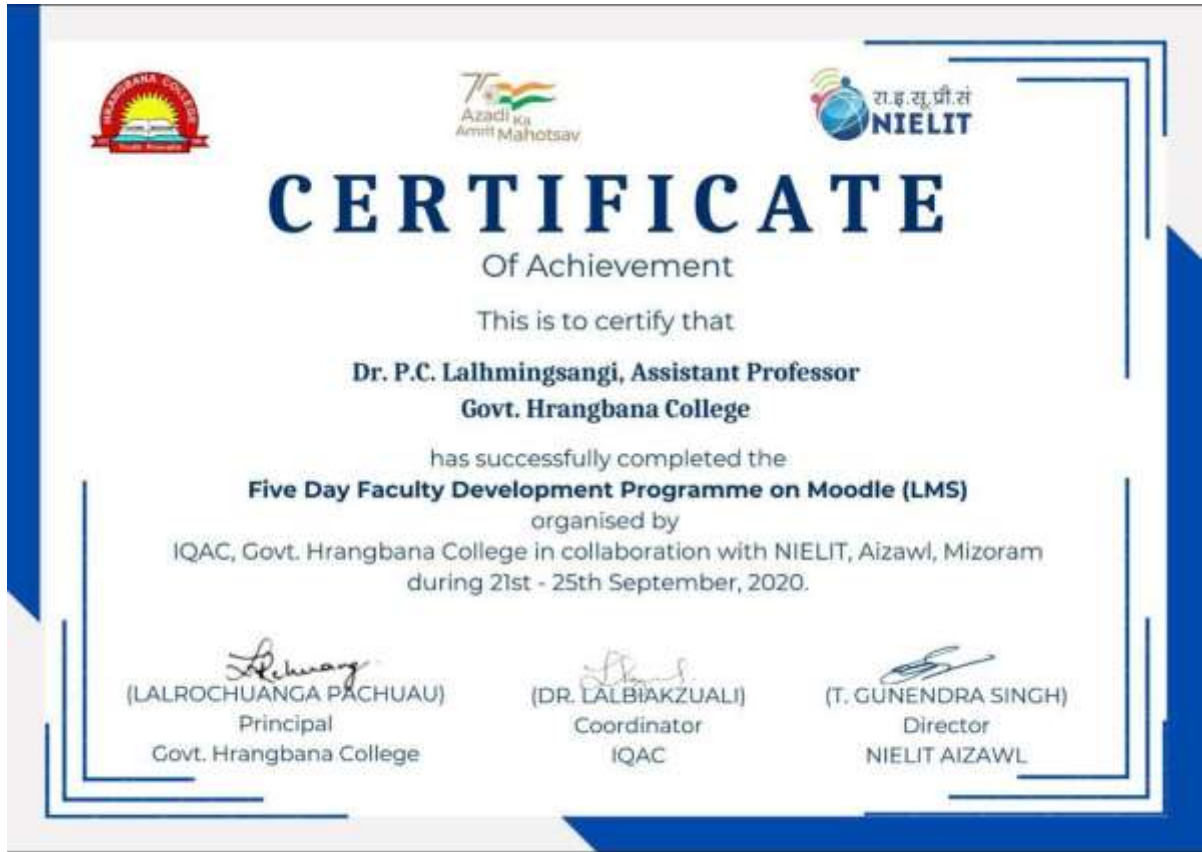 HRANGBANA COLLEGE
75
Azadi Ka
Amrit Mahotsav
रा.इ.सू.प्रौ.सं
NIELIT
CERTIFICATE
Of Achievement
This is to certify that
Dr. P.C. Lalhmingsangi, Assistant Professor
Govt. Hrangbana College
has successfully completed the
Five Day Faculty Development Programme on Moodle (LMS)
organised by
IQAC, Govt. Hrangbana College in collaboration with NIELIT, Aizawl, Mizoram
during 21st - 25th September, 2020.
(LALROCHUANGA PACHUAU)
(DR. LALBIAKZUALI)
(T. GUNENDRA SINGH)
Principal
Coordinator
Director
Govt. Hrangbana College
IQAC
NIELIT AIZAWL